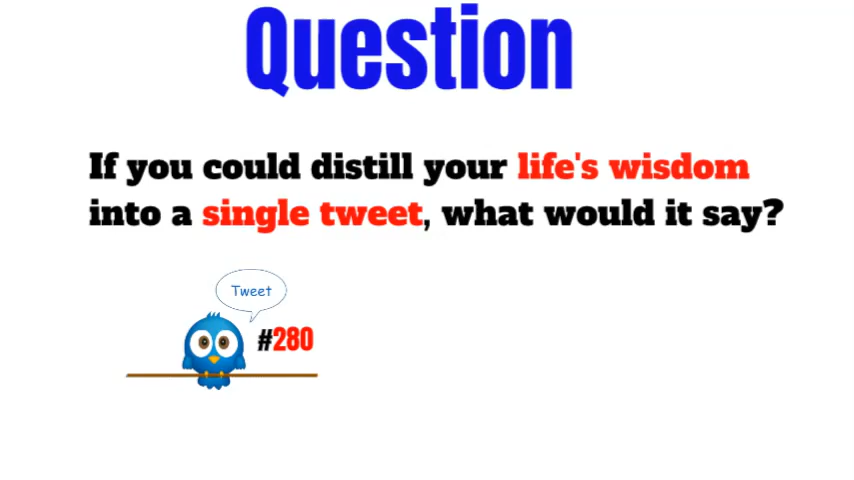 Question
If you could distill your life's wisdom
into a single tweet, what would it say?
Tweet
#280